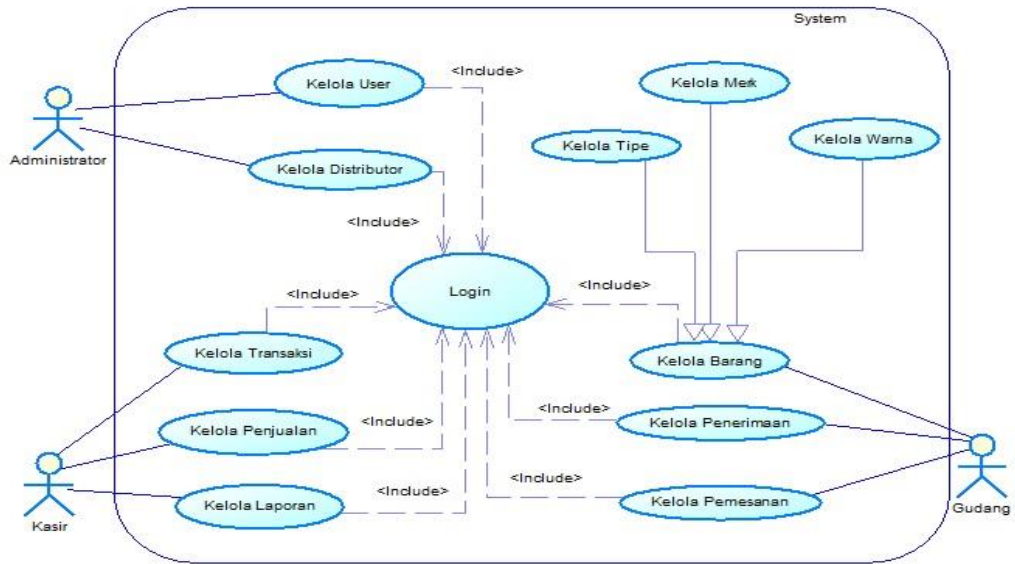 System
Kelola User
<Include>
Kelola Merk
Administrator
Kelola Tipe
Kelola Warna
Kelola Distributor
<Include>
Login
<Include>
<Include>
Kelola Transaksi
Kelola Barang
Kelola Penjualan
<Include>
<Include>
Kelola Penerimaan
Kasir
Kelola Laporan
<Include>
<Include>
Kelola Pemesanan
Gudang